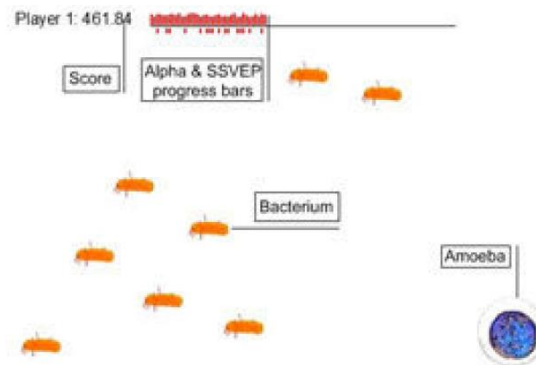 Player 1: 461.84
Score
Alpha & SSVEP
progress bars
Bacterium
Amoeba